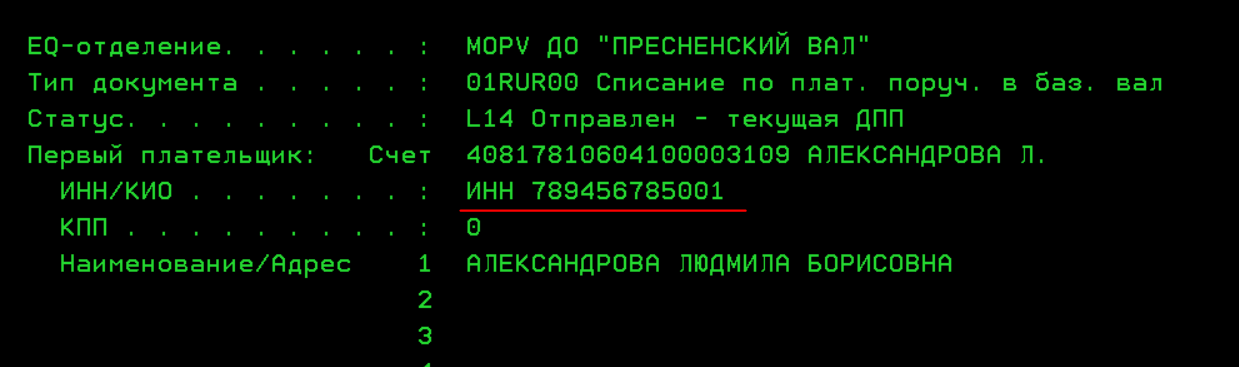 EQ-отделение. . . . . . : MOPV ДО "ПРЕСНЕНСКИЙ ВАЛ"
Тип документа . . . . . : 01RUR00 Списание по плат. поруч. в баз. вал
Статус. . . . . . . . . : L14 Отправлен - текущая ДПП
Первый плательщик: Счет 40817810604100003109 АЛЕКСАНДРОВА Л.
ИНН/КИО . . . . . . . : ИНН 789456785001
КПП . . . . . . . . . : 0
Наименование/Адрес 1 АЛЕКСАНДРОВА ЛЮДМИЛА БОРИСОВНА
2
3